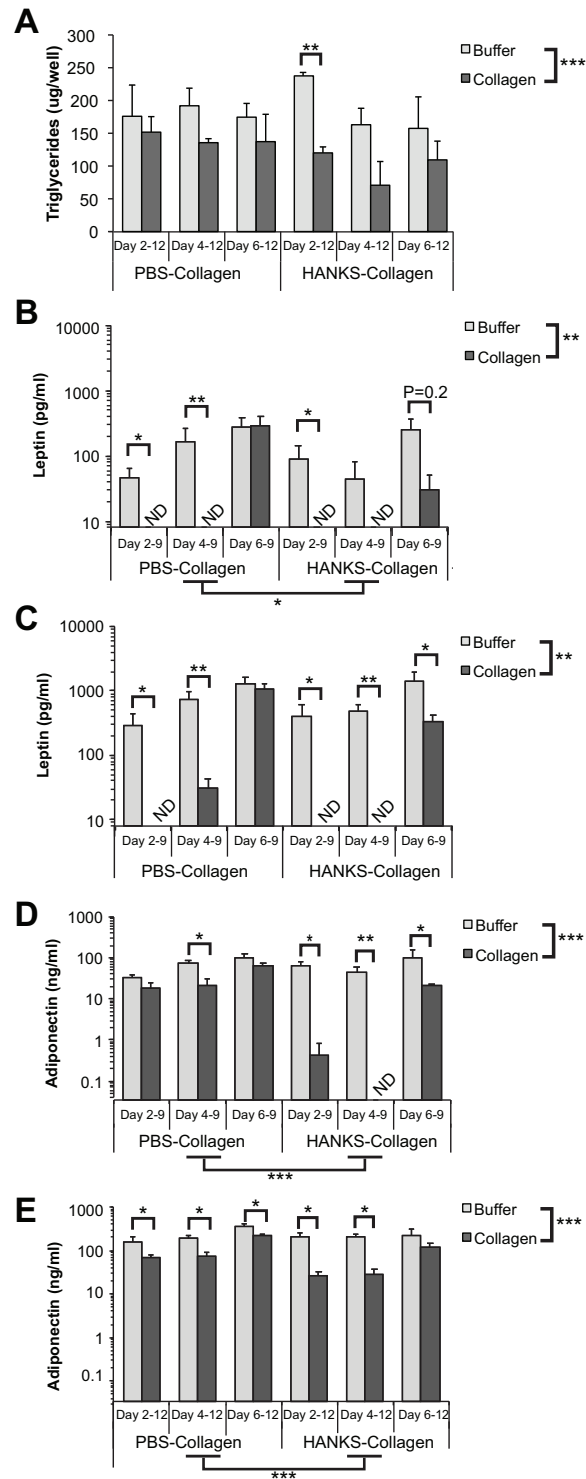 A
Triglycerides (ug/well)
300
250
200
150
100
50
0
**
Buffer
Collagen
***
Day 2-12 Day 4-12 Day 6-12 Day 2-12 Day 4-12 Day 6-12
PBS-Collagen HANKS-Collagen
B
Leptin (pg/ml)
10000
1000
100
10
* ** * P=0.2
ND ND ND ND
Buffer
Collagen
**
Day 2-9 Day 4-9 Day 6-9 Day 2-9 Day 4-9 Day 6-9
PBS-Collagen HANKS-Collagen
*
C
Leptin (pg/ml)
10000
1000
100
10
* ** * ** *
ND ND ND
Buffer
Collagen
**
Day 2-9 Day 4-9 Day 6-9 Day 2-9 Day 4-9 Day 6-9
PBS-Collagen HANKS-Collagen
D
Adiponectin (ng/ml)
1000
100
10
1
0.1
* * ** *
ND
Buffer
Collagen
***
Day 2-9 Day 4-9 Day 6-9 Day 2-9 Day 4-9 Day 6-9
PBS-Collagen HANKS-Collagen
***
E
Adiponectin (ng/ml)
1000
100
10
1
0.1
* * * * *
Buffer
Collagen
***
Day 2-12 Day 4-12 Day 6-12 Day 2-12 Day 4-12 Day 6-12
PBS-Collagen HANKS-Collagen
***